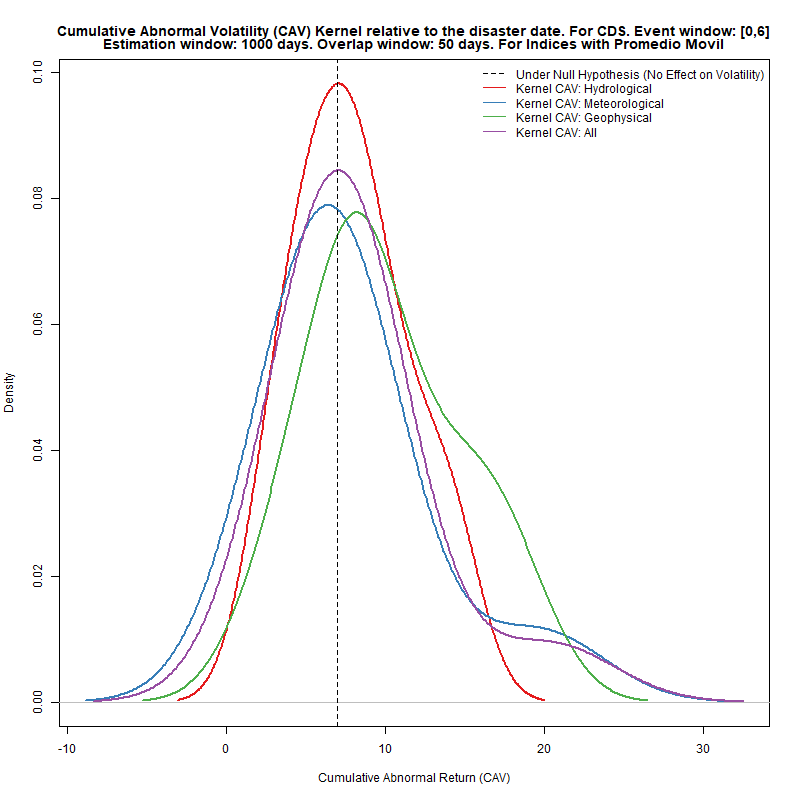 Cumulative Abnormal Volatility (CAV) Kernel relative to the disaster date. For CDS. Event window: [0,6]
Estimation window: 1000 days. Overlap window: 50 days. For Indices with Promedio Movil
Under Null Hypothesis (No Effect on Volatility)
Kernel CAV: Hydrological
Kernel CAV: Meteorological
Kernel CAV: Geophysical
Kernel CAV: All
Density
0.10
0.08
0.06
0.04
0.02
0.00
-10 0 10 20 30
Cumulative Abnormal Return (CAV)